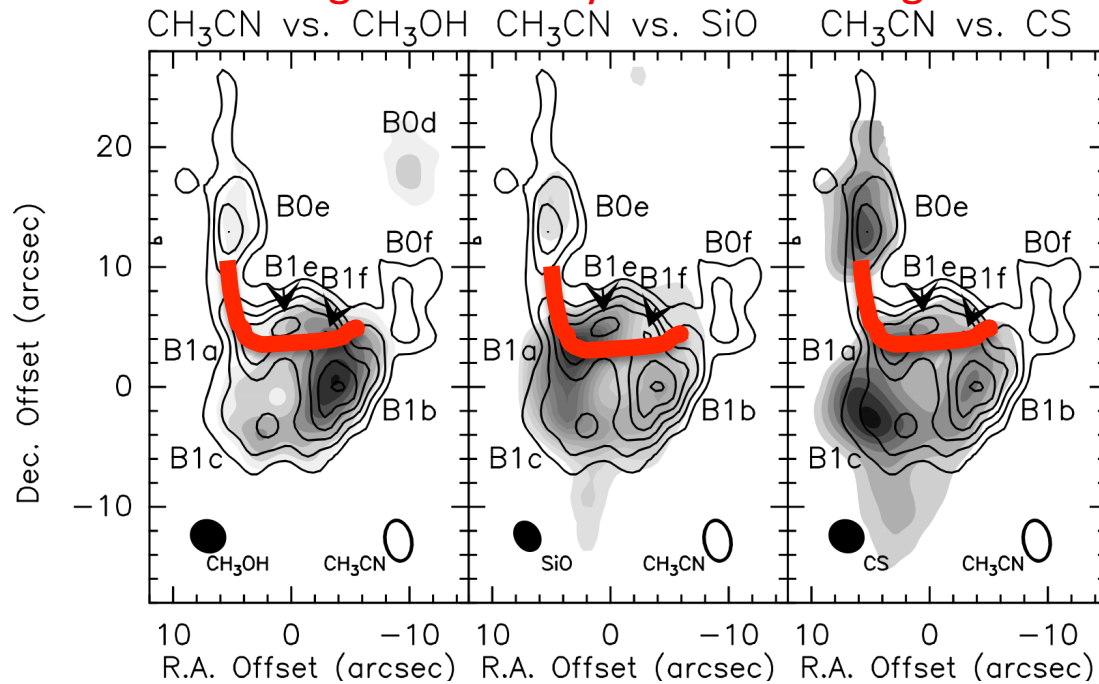 CH₃CN vs. CH₃OH
CH₃CN vs. SiO
CH₃CN vs. CS
Dec. Offset (arcsec)
20
10
0
−10
B0d
B0e
B0f
B1e
B1f
B1a
B1b
B1c
CH₃OH
CH₃CN
B0e
B0f
B1e
B1f
B1a
B1b
B1c
SiO
CH₃CN
B0e
B0f
B1e
B1f
B1a
B1b
B1c
CS
CH₃CN
10 0 −10
10 0 −10
10 0 −10
R.A. Offset (arcsec)
R.A. Offset (arcsec)
R.A. Offset (arcsec)